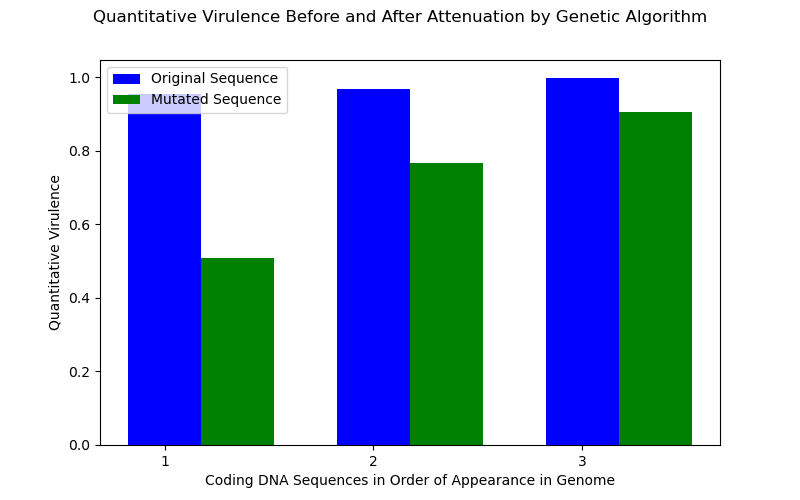 Quantitative Virulence Before and After Attenuation by Genetic Algorithm
Original Sequence
Mutated Sequence
1.0
0.8
0.6
0.4
0.2
0.0
Quantitative Virulence
1 2 3
Coding DNA Sequences in Order of Appearance in Genome